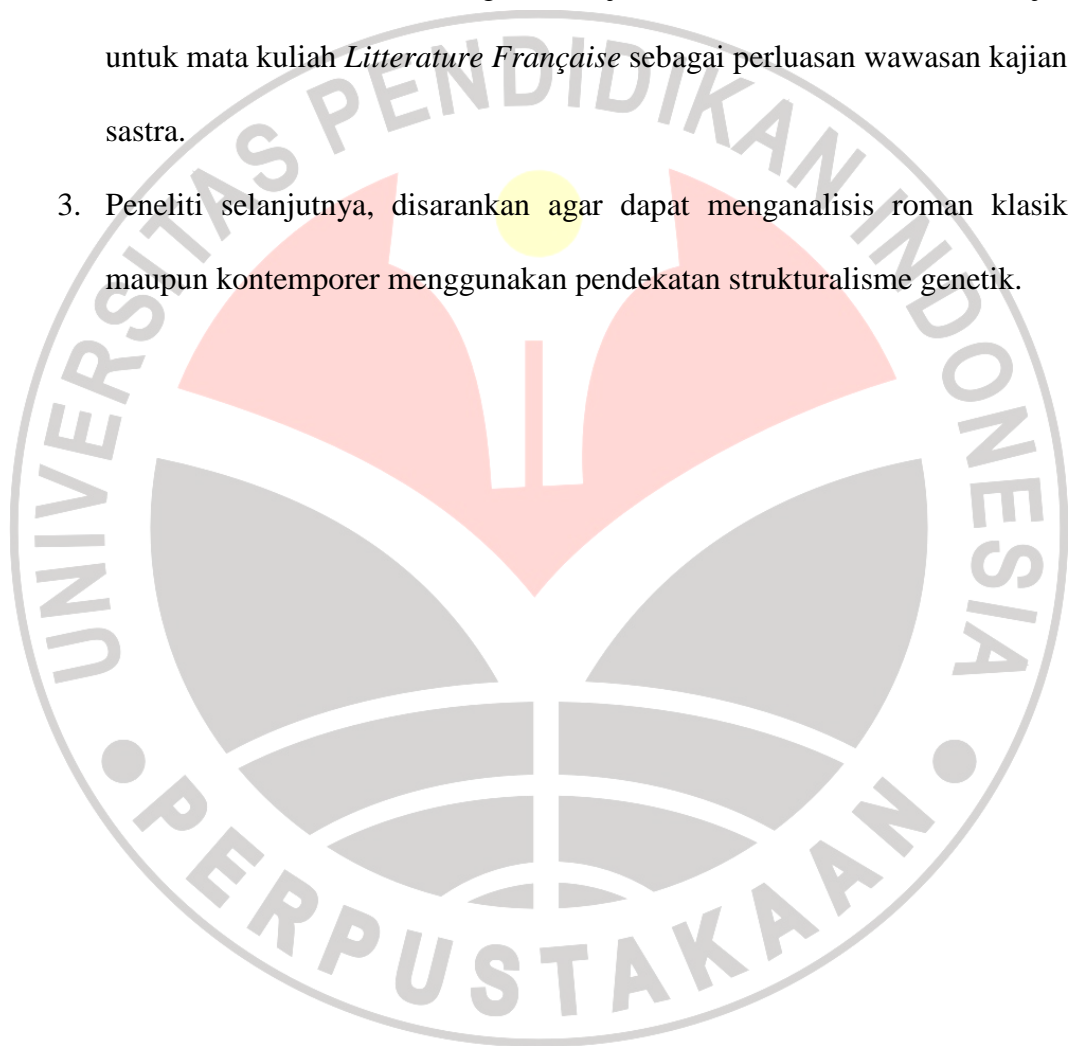 untuk mata kuliah Litterature Française sebagai perluasan wawasan kajian
sastra.
3. Peneliti selanjutnya, disarankan agar dapat menganalisis roman klasik
maupun kontemporer menggunakan pendekatan strukturalisme genetik.
UNIVERSITAS PENDIDIKAN INDONESIA
PERPUSTAKAAN